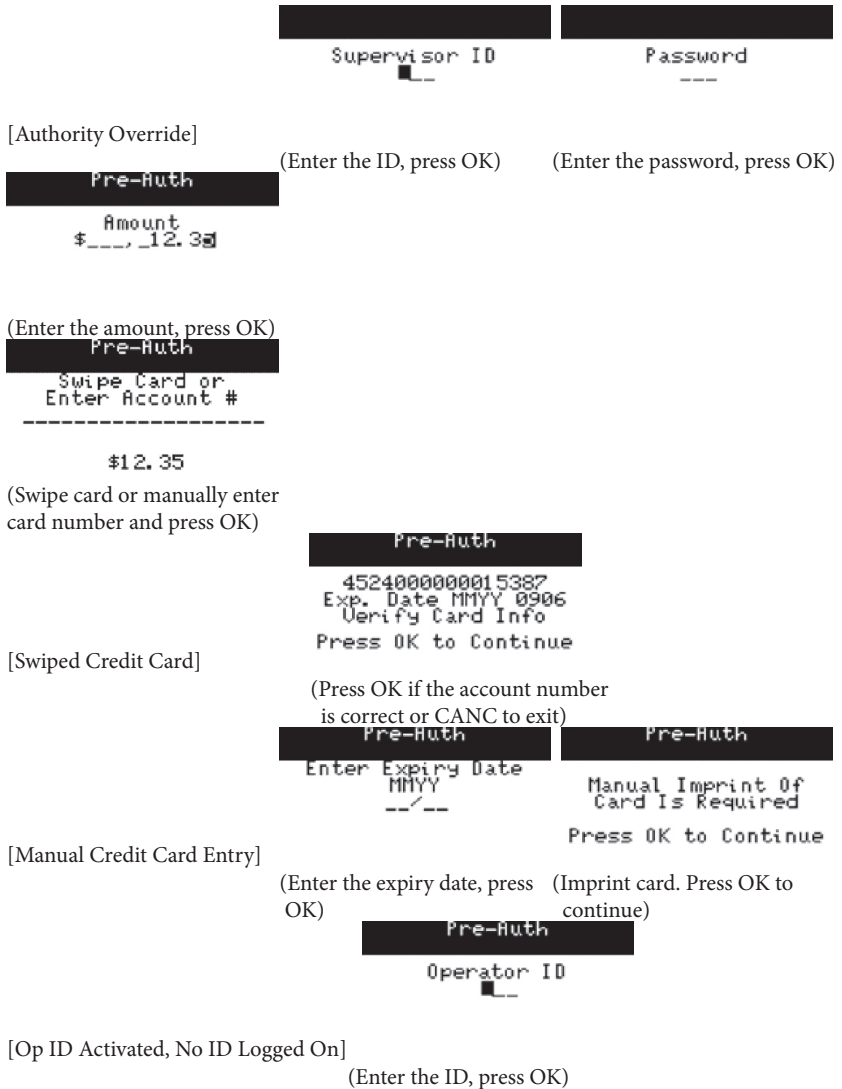 Supervisor ID
Password
[Authority Override]
(Enter the ID, press OK)
(Enter the password, press OK)
Pre-Auth
Amount
$___,_12.35
(Enter the amount, press OK)
Pre-Auth
Swipe Card or
Enter Account #
--------------------
$12.35
(Swipe card or manually enter
card number and press OK)
Pre-Auth
4524000000015387
Exp. Date MMYY 0906
Verify Card Info
Press OK to Continue
[Swiped Credit Card]
(Press OK if the account number
is correct or CANC to exit)
Pre-Auth
Enter Expiry Date
MMYY
__/__
Pre-Auth
Manual Imprint Of
Card Is Required
Press OK to Continue
[Manual Credit Card Entry]
(Enter the expiry date, press
OK)
(Imprint card. Press OK to
continue)
Pre-Auth
Operator ID
[Op ID Activated, No ID Logged On]
(Enter the ID, press OK)